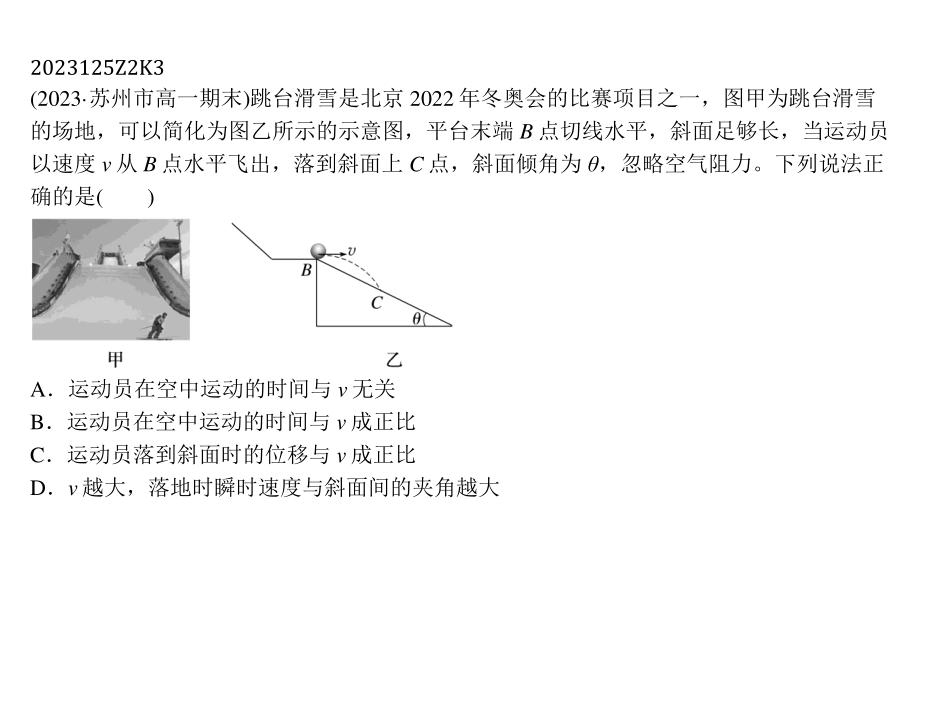 2023125Z2K3
(2023·苏州市高一期末)跳台滑雪是北京 2022 年冬奥会的比赛项目之一，图甲为跳台滑雪
的场地，可以简化为图乙所示的示意图，平台末端 B 点切线水平，斜面足够长，当运动员
以速度 v 从 B 点水平飞出，落到斜面上 C 点，斜面倾角为 θ，忽略空气阻力。下列说法正
确的是(　　)
v
B
C
θ
甲
乙
A．运动员在空中运动的时间与 v 无关
B．运动员在空中运动的时间与 v 成正比
C．运动员落到斜面时的位移与 v 成正比
D．v 越大，落地时瞬时速度与斜面间的夹角越大